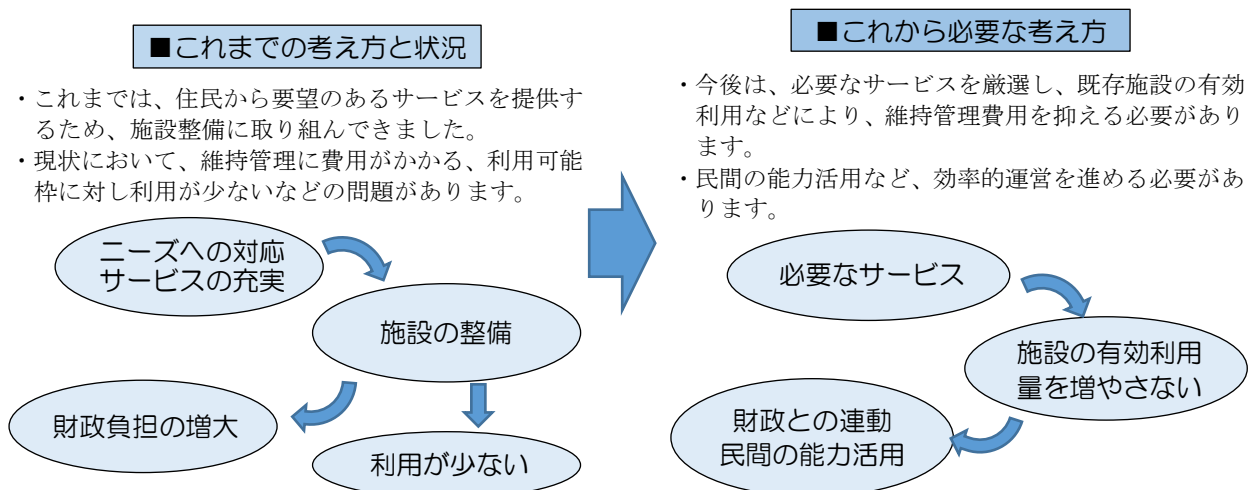 ■これまでの考え方と状況
・これまでは、住民から要望のあるサービスを提供す
るため、施設整備に取り組んできました。
・現状において、維持管理に費用がかかる、利用可能
枠に対し利用が少ないなどの問題があります。
ニーズへの対応
サービスの充実
施設の整備
財政負担の増大
利用が少ない
■これから必要な考え方
・今後は、必要なサービスを厳選し、既存施設の有効
利用などにより、維持管理費用を抑える必要があり
ます。
・民間の能力活用など、効率的運営を進める必要があ
ります。
必要なサービス
施設の有効利用
量を増やさない
財政との連動
民間の能力活用